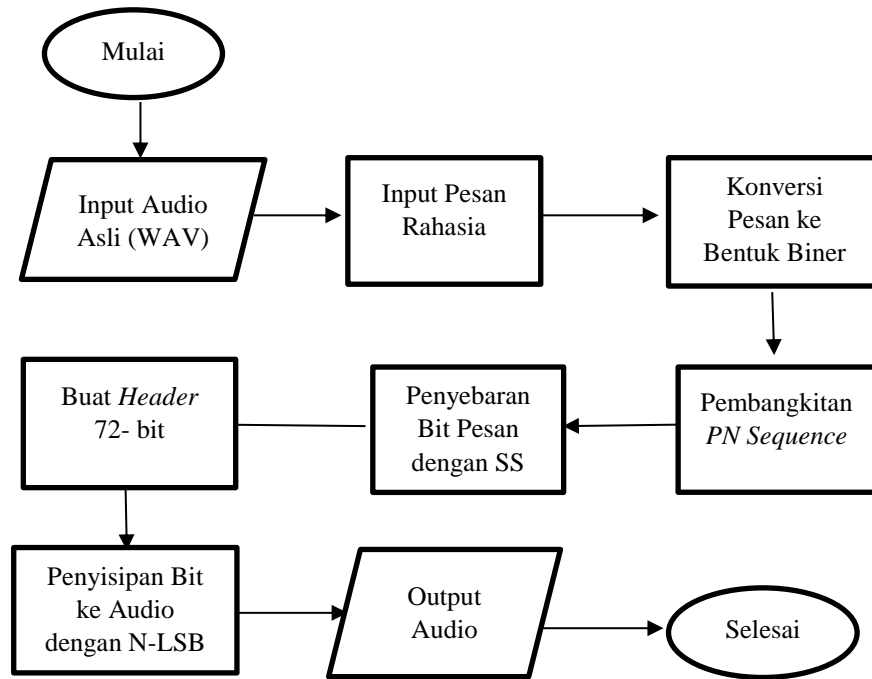 Mulai
Input Audio
Asli (WAV)
Input Pesan
Rahasia
Konversi
Pesan ke
Bentuk Biner
Pembangkitan
PN Sequence
Penyebaran
Bit Pesan
dengan SS
Buat Header
72- bit
Penyisipan Bit
ke Audio
dengan N-LSB
Output
Audio
Selesai